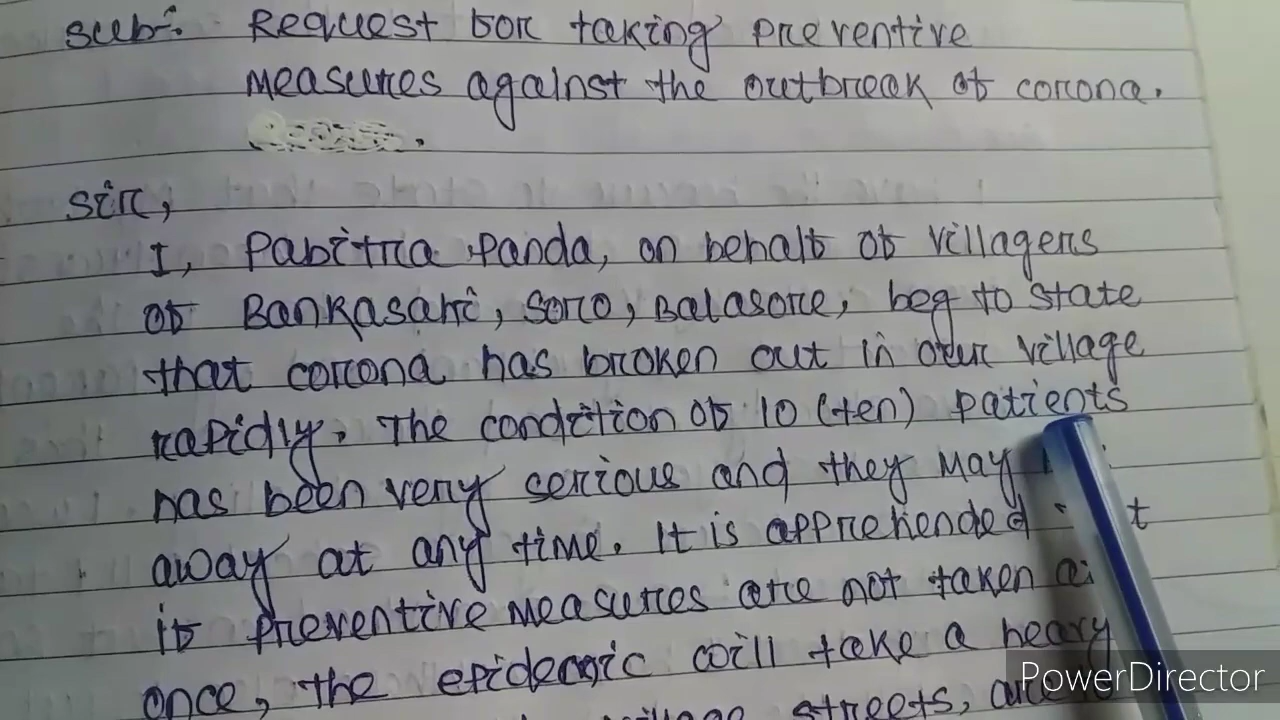 Sub:- Request for taking preventive
measures against the outbreak of corona.
Sir,
I, Pabitra Panda, on behalf of villagers
of Bankasahi, Soro, Balasore, beg to state
that corona has broken out in our village
rapidly. The condition of 10 (ten) patients
has been very serious and they may
away at any time. It is apprehended
if preventive measures are not taken
once, the epidemic will take a heavy
village streets, are
PowerDirector